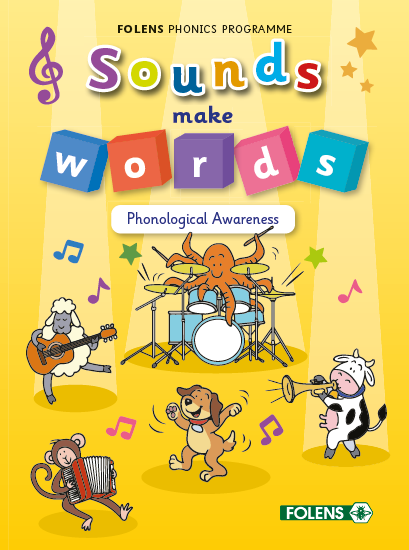 FOLENS PHONICS PROGRAMME
Sounds
make
words
Phonological Awareness
FOLENS